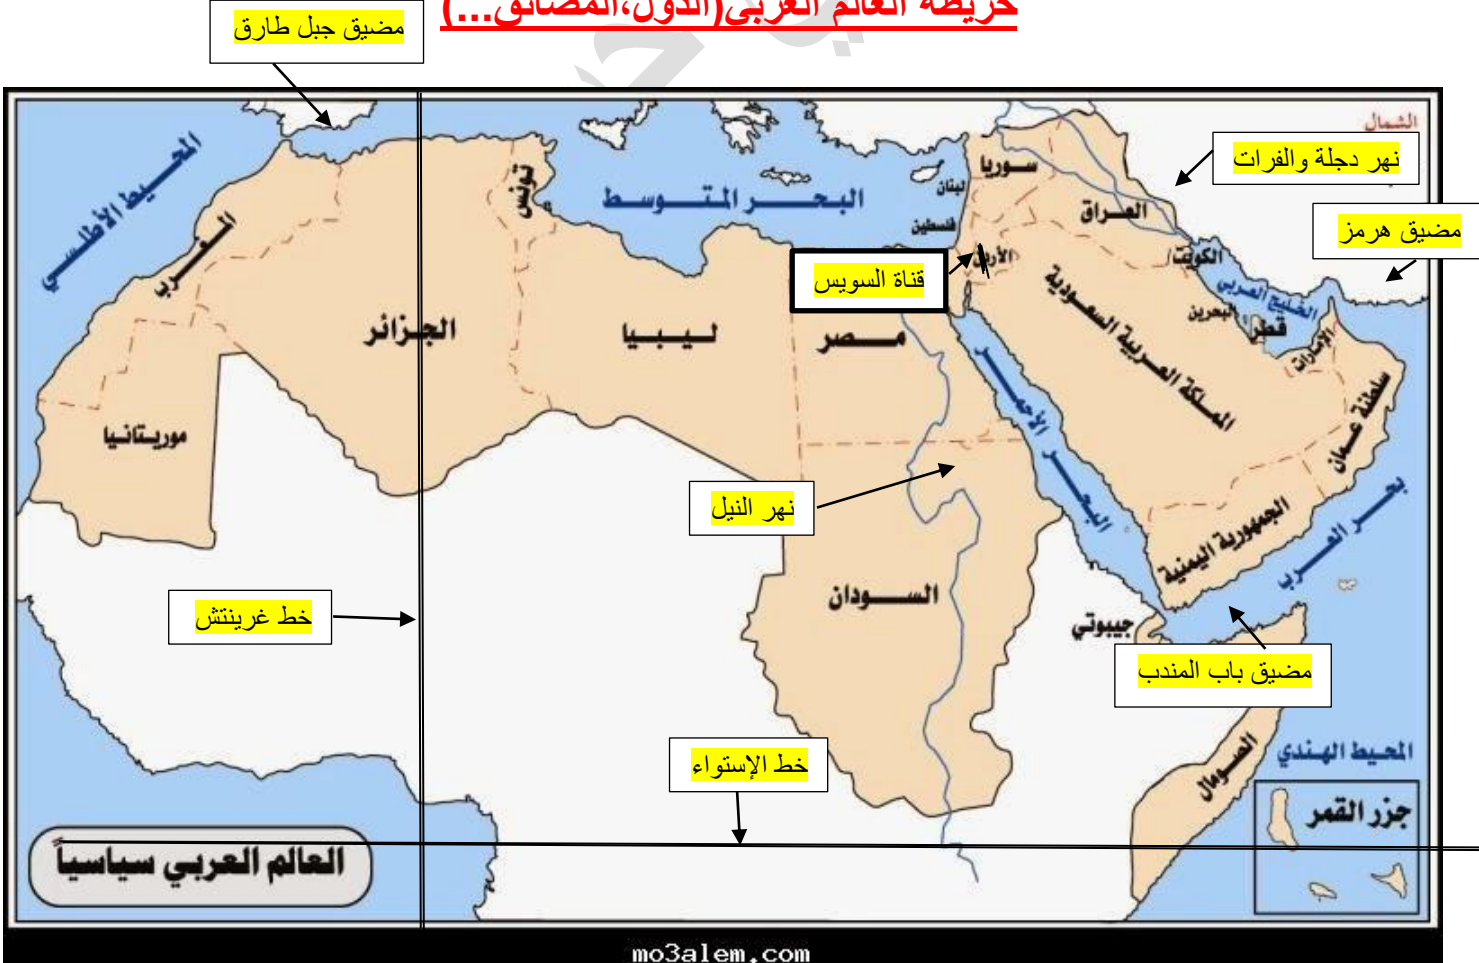 خريطة العالم العربي(الدول،المضائق...)
مضيق جبل طارق
الشمال
نهر دجلة والفرات
المحيط الأطلسي
سوريا
تونس
لبنان
البحر المتوسط
العراق
المغرب
فلسطين
مضيق هرمز
الأردن
الكويت
قناة السويس
الخليج العربي
البحرين
المملكة العربية السعودية
قطر
الجزائر
ليبيا
مصر
الإمارات
البحر الأحمر
سلطنة عمان
موريتانيا
نهر النيل
الجمهورية اليمنية
بحر العرب
السودان
خط غرينتش
جيبوتي
مضيق باب المندب
خط الإستواء
المحيط الهندي
الصومال
جزر القمر
العالم العربي سياسياً
mo3alem.com